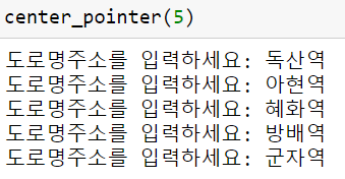 center_pointer(5)
도로명주소를 입력하세요: 독산역
도로명주소를 입력하세요: 아현역
도로명주소를 입력하세요: 혜화역
도로명주소를 입력하세요: 방배역
도로명주소를 입력하세요: 군자역